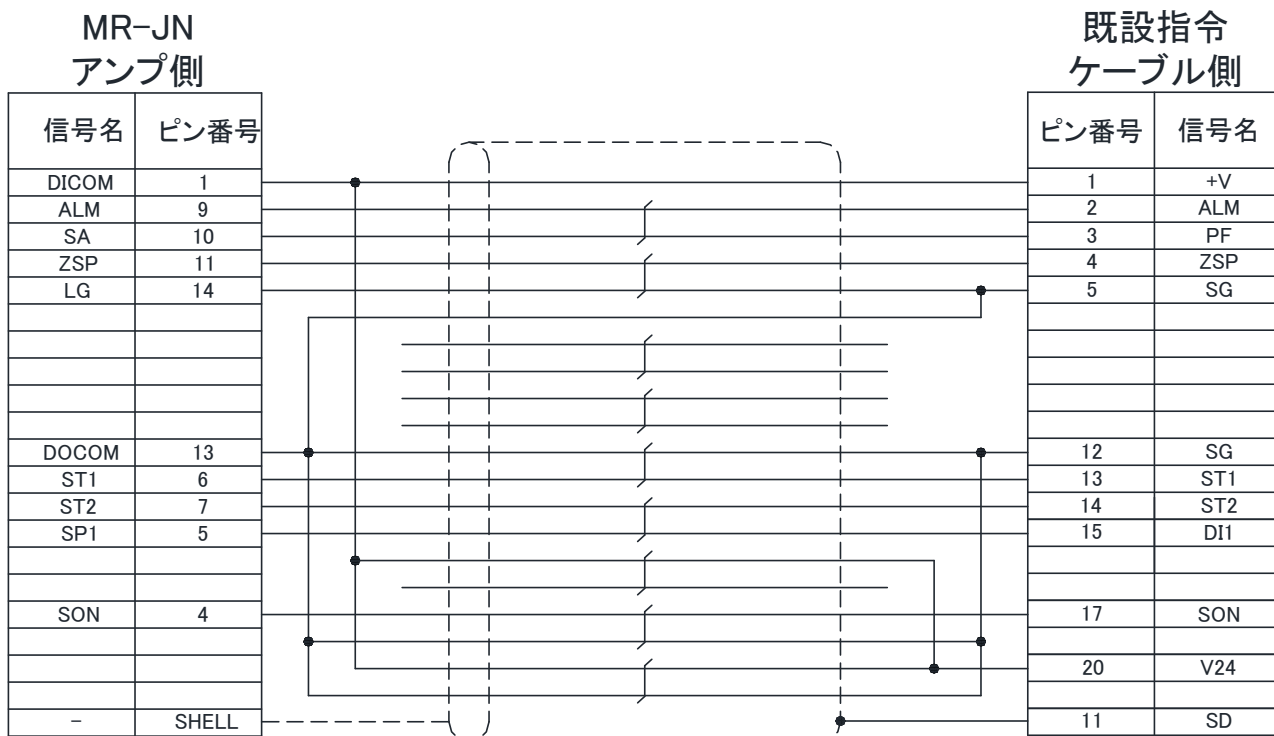 MR-JN
アンプ側
既設指令
ケーブル側
信号名 ピン番号 ピン番号 信号名
DICOM 1 1 +V
ALM 9 2 ALM
SA 10 3 PF
ZSP 11 4 ZSP
LG 14 5 SG
DOCOM 13 12 SG
ST1 6 13 ST1
ST2 7 14 ST2
SP1 5 15 DI1
SON 4 17 SON
20 V24
- SHELL 11 SD